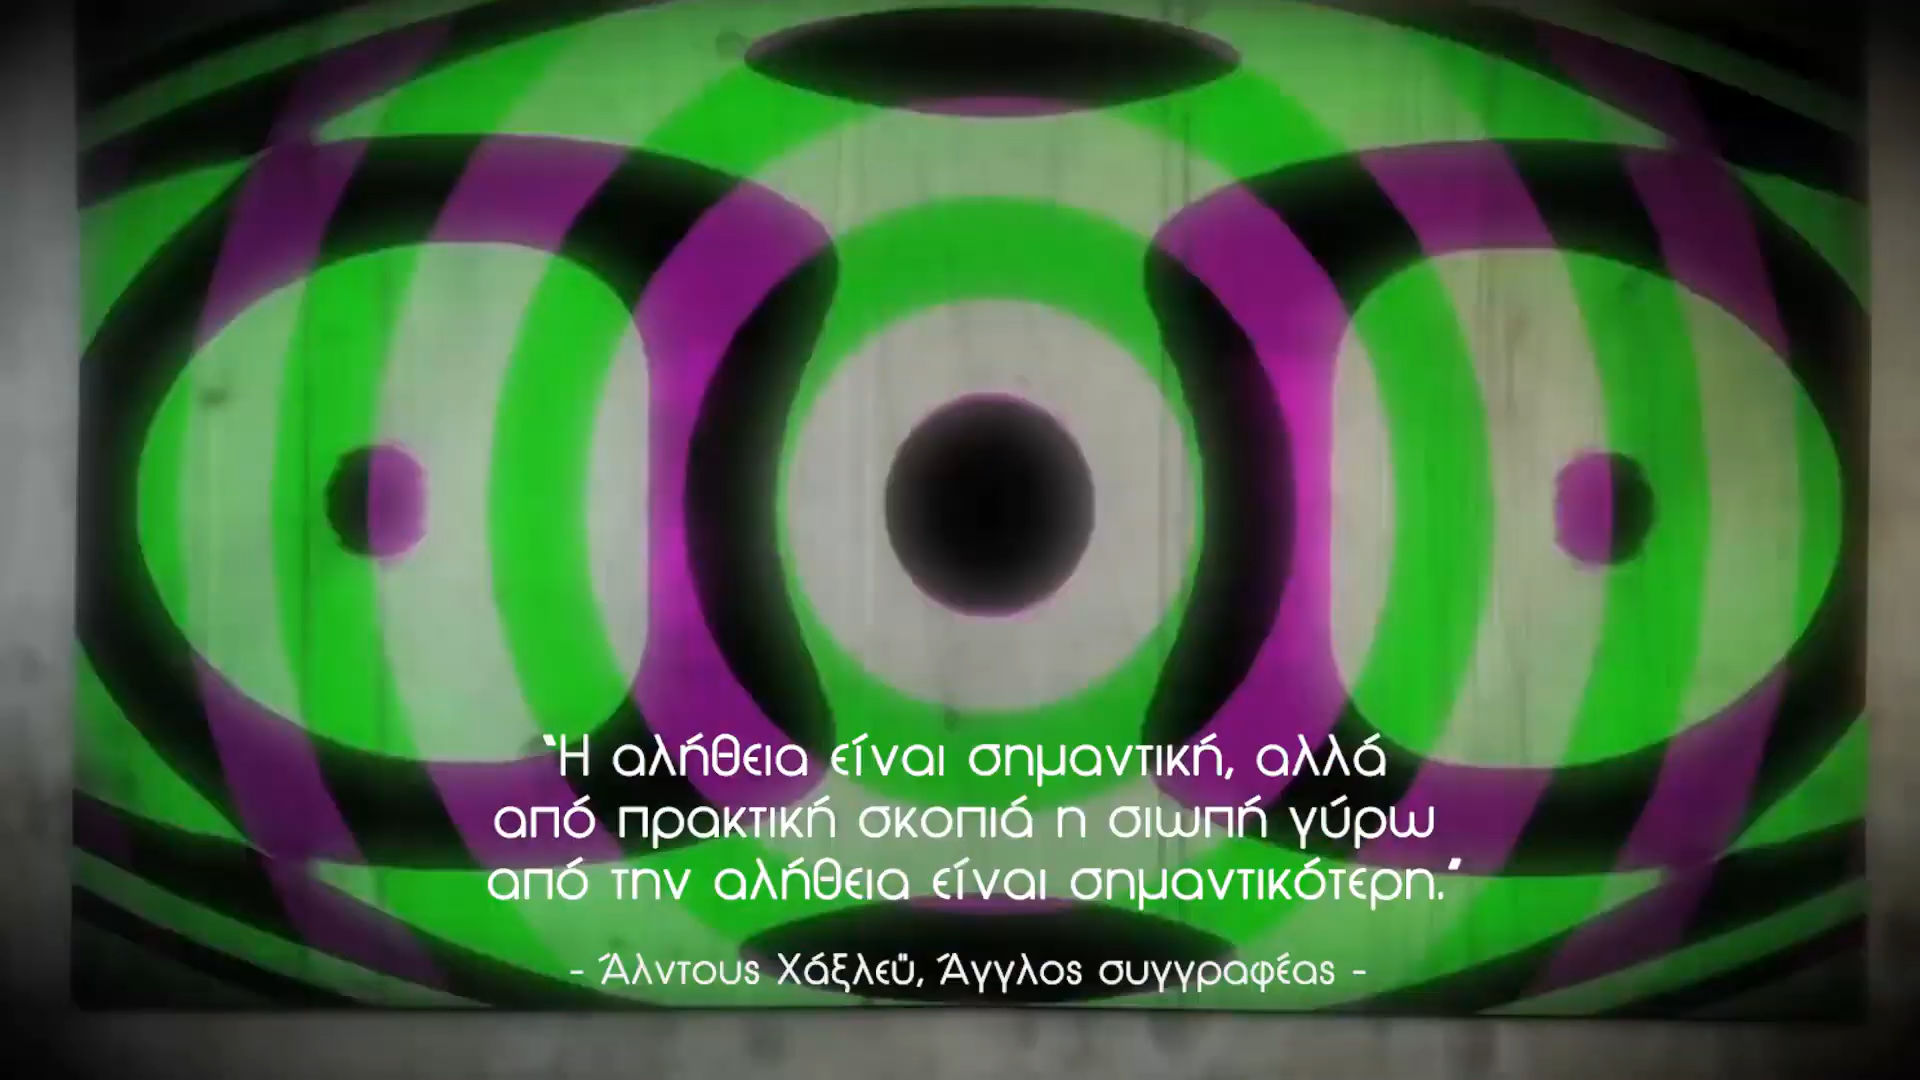 “Η αλήθεια είναι σημαντική, αλλά
από πρακτική σκοπιά η σιωπή γύρω
από την αλήθεια είναι σημαντικότερη.”
- Άλντους Χάξλεϋ, Άγγλος συγγραφέας -